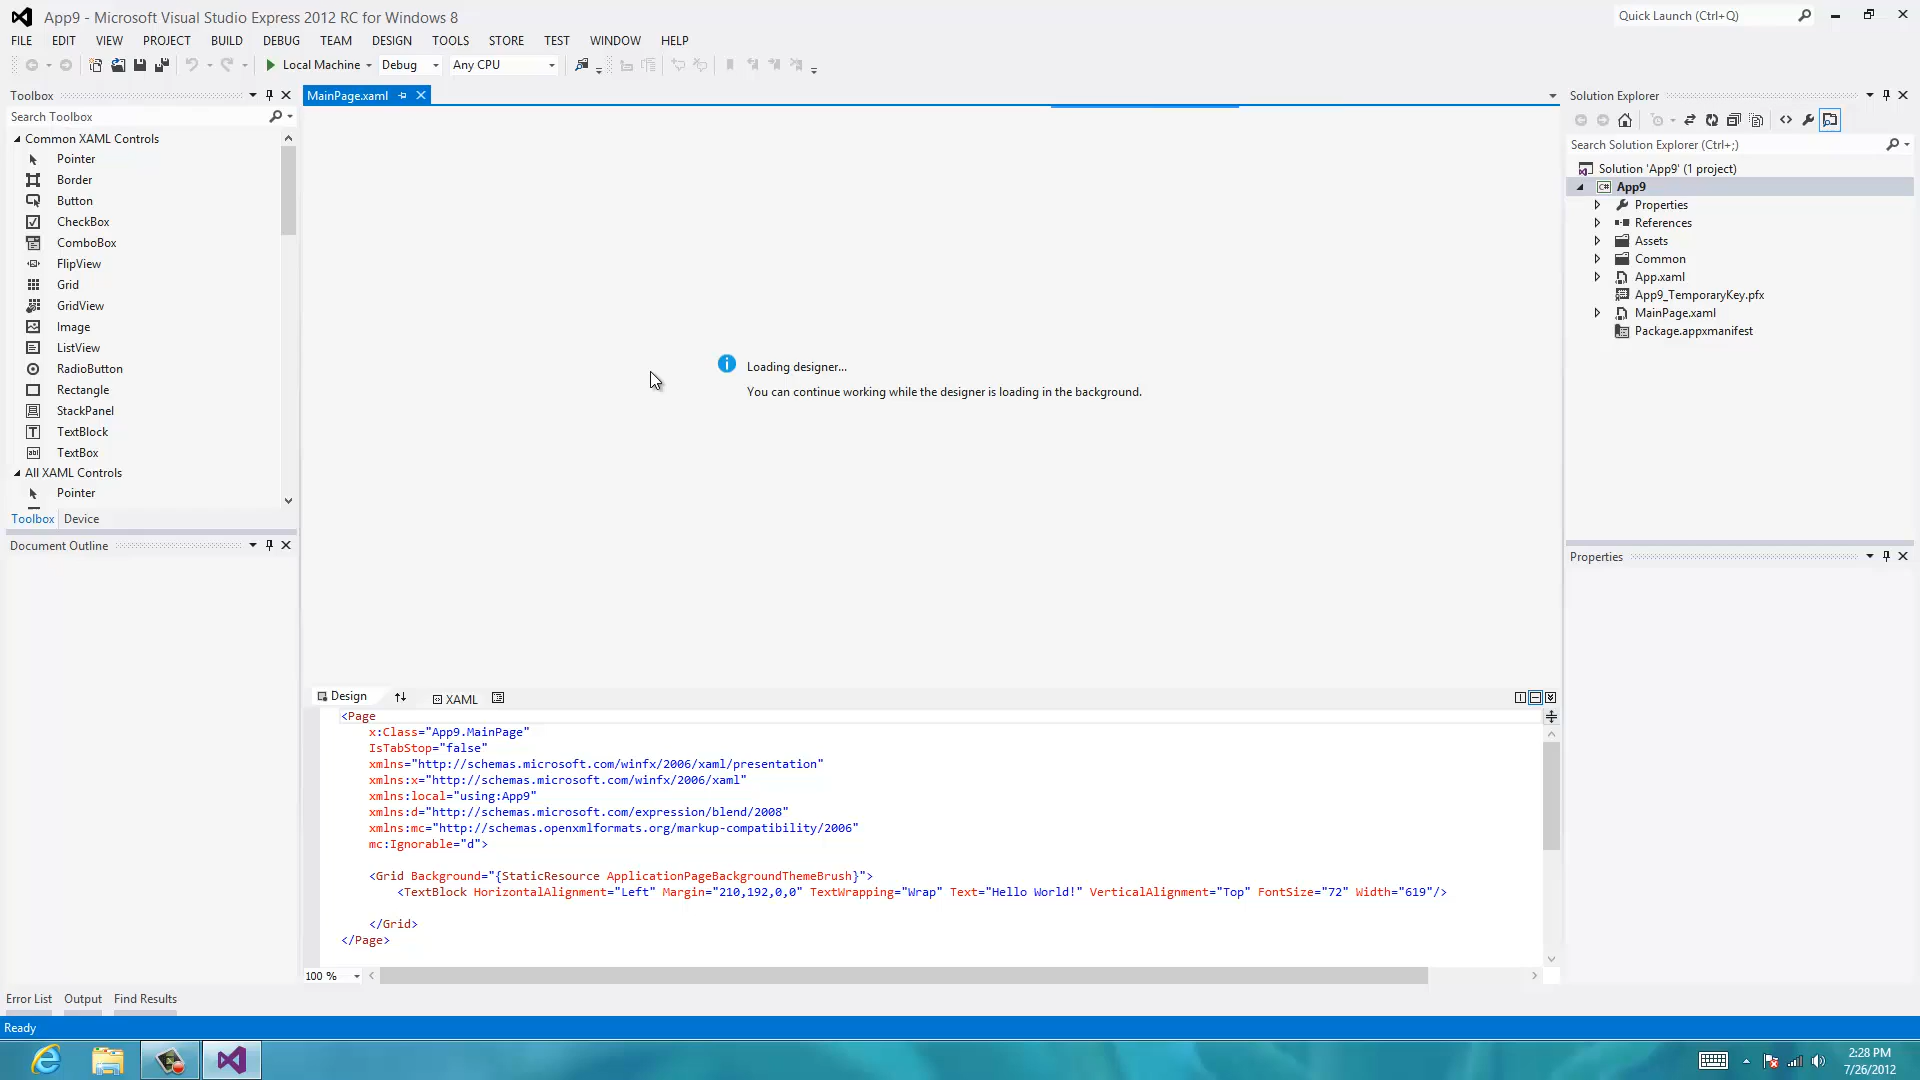 App9 - Microsoft Visual Studio Express 2012 RC for Windows 8
Quick Launch (Ctrl+Q)
FILE EDIT VIEW PROJECT BUILD DEBUG TEAM DESIGN TOOLS STORE TEST WINDOW HELP
Local Machine Debug Any CPU
Toolbox
Search Toolbox
Common XAML Controls
Pointer
Border
Button
CheckBox
ComboBox
FlipView
Grid
GridView
Image
ListView
RadioButton
Rectangle
StackPanel
TextBlock
TextBox
All XAML Controls
Pointer
Toolbox Device
Document Outline
MainPage.xaml
Loading designer...
You can continue working while the designer is loading in the background.
Design XAML
<Page
x:Class="App9.MainPage"
IsTabStop="false"
xmlns="http://schemas.microsoft.com/winfx/2006/xaml/presentation"
xmlns:x="http://schemas.microsoft.com/winfx/2006/xaml"
xmlns:local="using:App9"
xmlns:d="http://schemas.microsoft.com/expression/blend/2008"
xmlns:mc="http://schemas.openxmlformats.org/markup-compatibility/2006"
mc:Ignorable="d">
<Grid Background="{StaticResource ApplicationPageBackgroundThemeBrush}">
<TextBlock HorizontalAlignment="Left" Margin="210,192,0,0" TextWrapping="Wrap" Text="Hello World!" VerticalAlignment="Top" FontSize="72" Width="619"/>
</Grid>
</Page>
100 %
Solution Explorer
Search Solution Explorer (Ctrl+;)
Solution 'App9' (1 project)
C# App9
Properties
References
Assets
Common
App.xaml
App9_TemporaryKey.pfx
MainPage.xaml
Package.appxmanifest
Properties
Error List Output Find Results
Ready
2:28 PM
7/26/2012